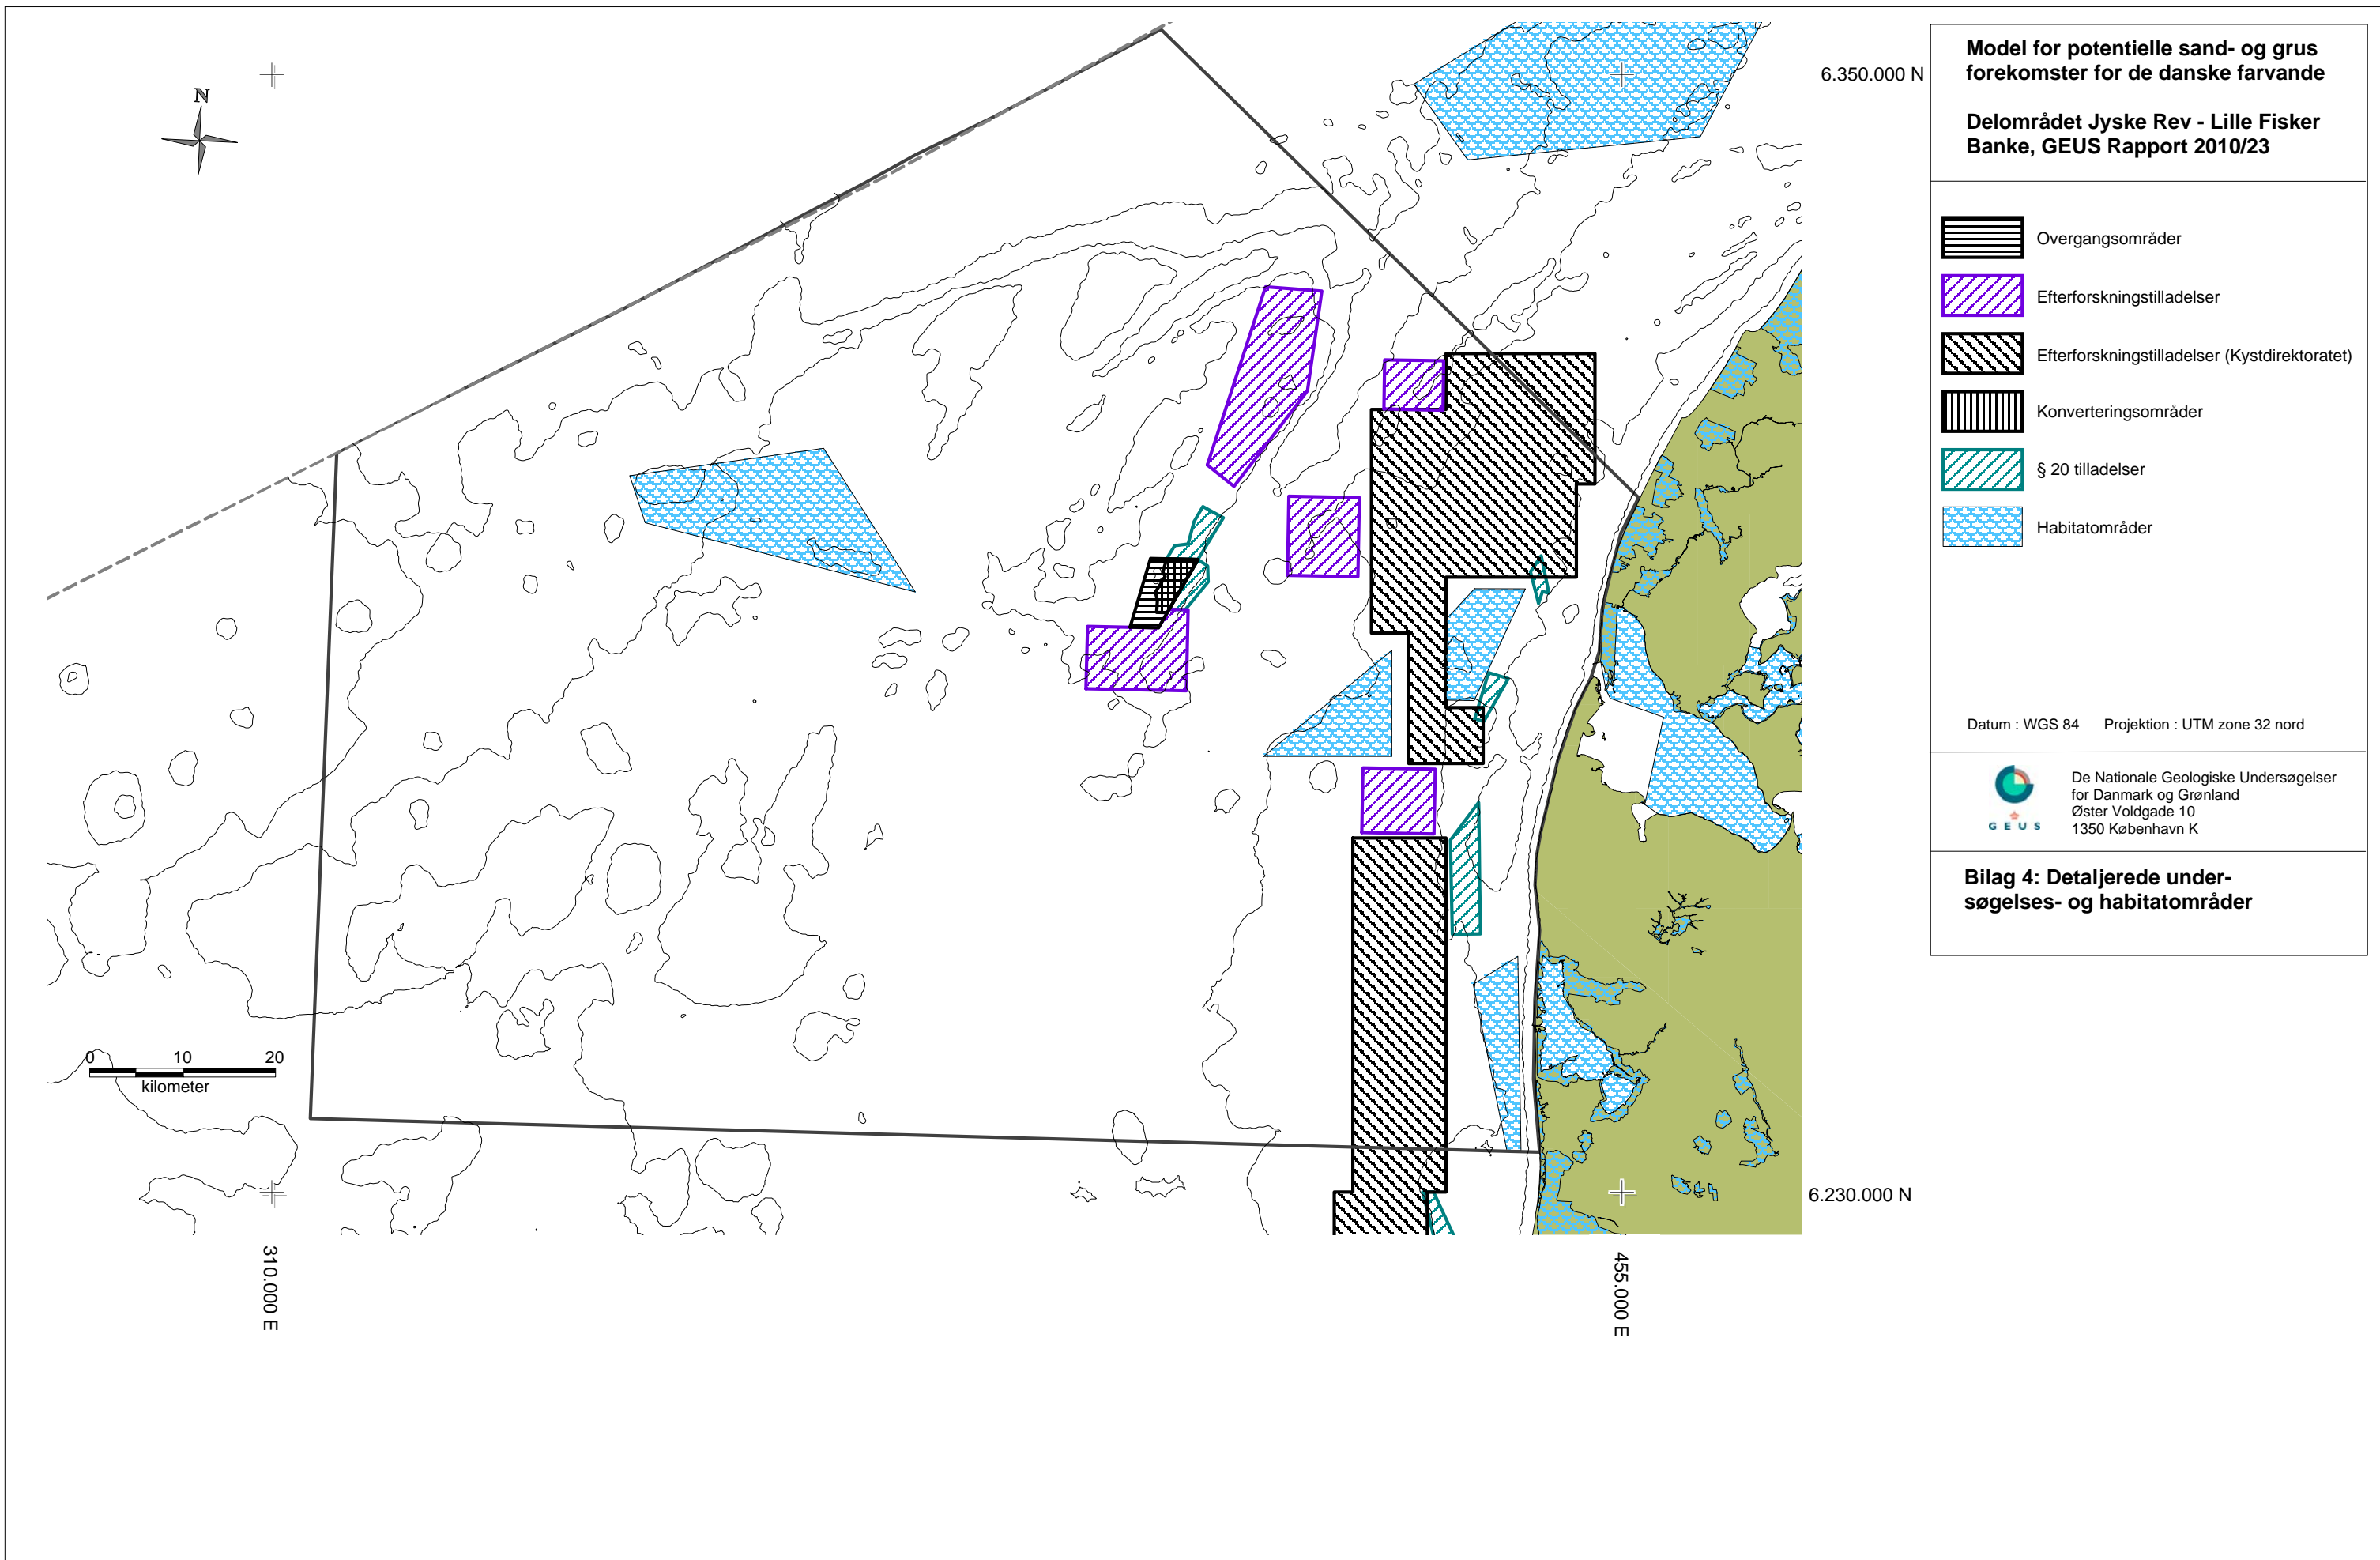 N
6.350.000 N
0 10 20
kilometer
6.230.000 N
310.000 E
455.000 E
Model for potentielle sand- og grus
forekomster for de danske farvande
Delområdet Jyske Rev - Lille Fisker
Banke, GEUS Rapport 2010/23
Overgangsområder
Efterforskningstilladelser
Efterforskningstilladelser (Kystdirektoratet)
Konverteringsområder
§ 20 tilladelser
Habitatområder
Datum : WGS 84 Projektion : UTM zone 32 nord
G E U S
De Nationale Geologiske Undersøgelser
for Danmark og Grønland
Øster Voldgade 10
1350 København K
Bilag 4: Detaljerede under-
søgelses- og habitatområder